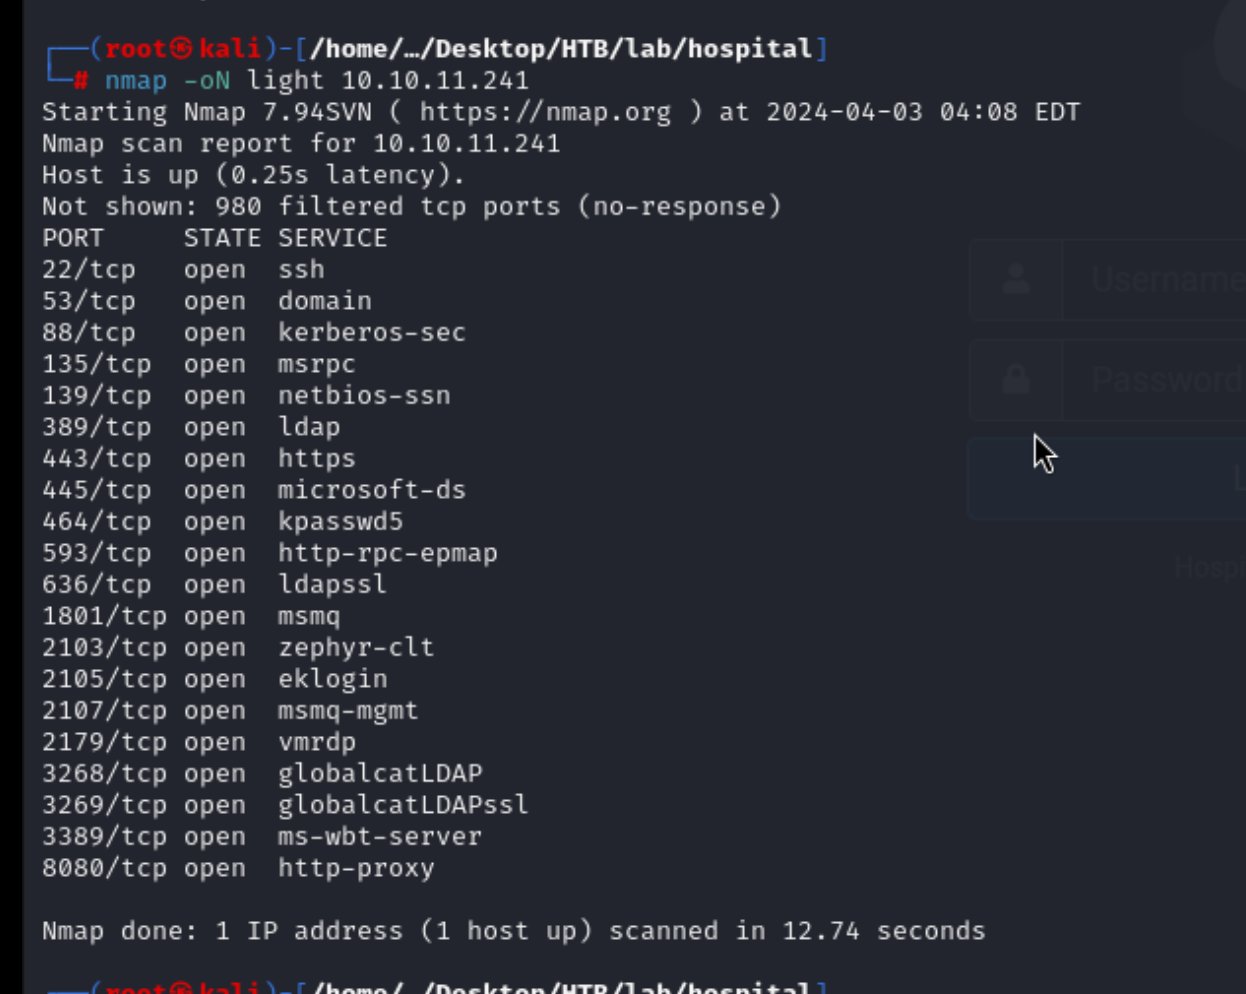 ┌──(root㉿kali)-[/home/…/Desktop/HTB/lab/hospital]
└─# nmap -oN light 10.10.11.241
Starting Nmap 7.94SVN ( https://nmap.org ) at 2024-04-03 04:08 EDT
Nmap scan report for 10.10.11.241
Host is up (0.25s latency).
Not shown: 980 filtered tcp ports (no-response)
PORT     STATE SERVICE
22/tcp   open  ssh
53/tcp   open  domain
88/tcp   open  kerberos-sec
135/tcp  open  msrpc
139/tcp  open  netbios-ssn
389/tcp  open  ldap
443/tcp  open  https
445/tcp  open  microsoft-ds
464/tcp  open  kpasswd5
593/tcp  open  http-rpc-epmap
636/tcp  open  ldapssl
1801/tcp open  msmq
2103/tcp open  zephyr-clt
2105/tcp open  eklogin
2107/tcp open  msmq-mgmt
2179/tcp open  vmrdp
3268/tcp open  globalcatLDAP
3269/tcp open  globalcatLDAPssl
3389/tcp open  ms-wbt-server
8080/tcp open  http-proxy
Nmap done: 1 IP address (1 host up) scanned in 12.74 seconds
┌──(root㉿kali)-[/home/…/Desktop/HTB/lab/hospital]
Username
Password